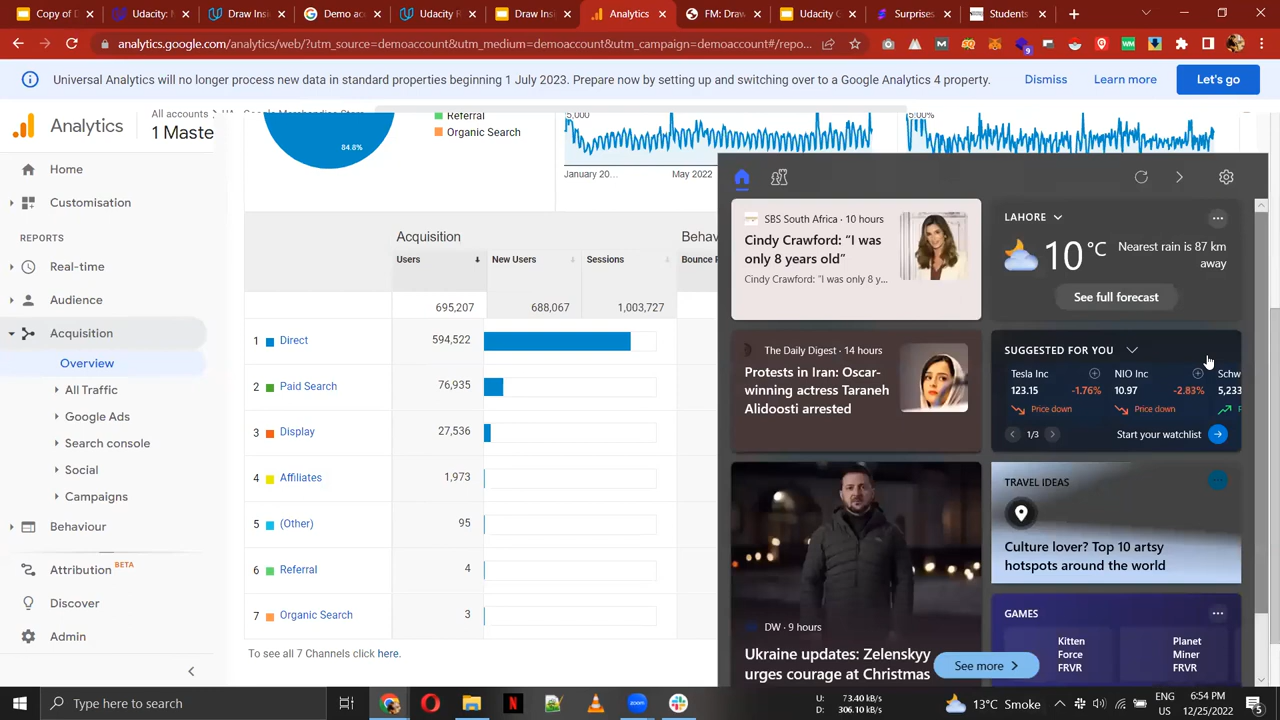 Copy of D
Udacity: M
Draw Insi
Demo ac
Udacity R
Draw Insi
Analytics
FM: Draw
Udacity G
Surprises
Students
analytics.google.com/analytics/web/?utm_source=demoaccount&utm_medium=demoaccount&utm_campaign=demoaccount#/repo...
Universal Analytics will no longer process new data in standard properties beginning 1 July 2023. Prepare now by setting up and switching over to a Google Analytics 4 property.
Dismiss
Learn more
Let's go
Analytics
All accounts > UA - Google Merchandise Store
1 Maste
Home
Customisation
REPORTS
Real-time
Audience
Acquisition
Overview
All Traffic
Google Ads
Search console
Social
Campaigns
Behaviour
Attribution BETA
Discover
Admin
84.8%
Referral
Organic Search
5,000
January 20...
May 2022
5.00%
Acquisition
Behav
Users
New Users
Sessions
Bounce R
695,207
688,067
1,003,727
1 Direct 594,522
2 Paid Search 76,935
3 Display 27,536
4 Affiliates 1,973
5 (Other) 95
6 Referral 4
7 Organic Search 3
To see all 7 Channels click here.
SBS South Africa · 10 hours
Cindy Crawford: “I was
only 8 years old”
Cindy Crawford: "I was only 8 y...
LAHORE
10 °C
Nearest rain is 87 km
away
See full forecast
The Daily Digest · 14 hours
Protests in Iran: Oscar-
winning actress Taraneh
Alidoosti arrested
SUGGESTED FOR YOU
Tesla Inc
123.15 -1.76%
Price down
NIO Inc
10.97 -2.83%
Price down
Schw
5,233
1/3
Start your watchlist
DW · 9 hours
Ukraine updates: Zelenskyy
urges courage at Christmas
TRAVEL IDEAS
Culture lover? Top 10 artsy
hotspots around the world
GAMES
Kitten
Force
FRVR
Planet
Miner
FRVR
See more
Type here to search
U: 73.40 kB/s
D: 306.10 kB/s
13°C Smoke
ENG
US
6:54 PM
12/25/2022
5